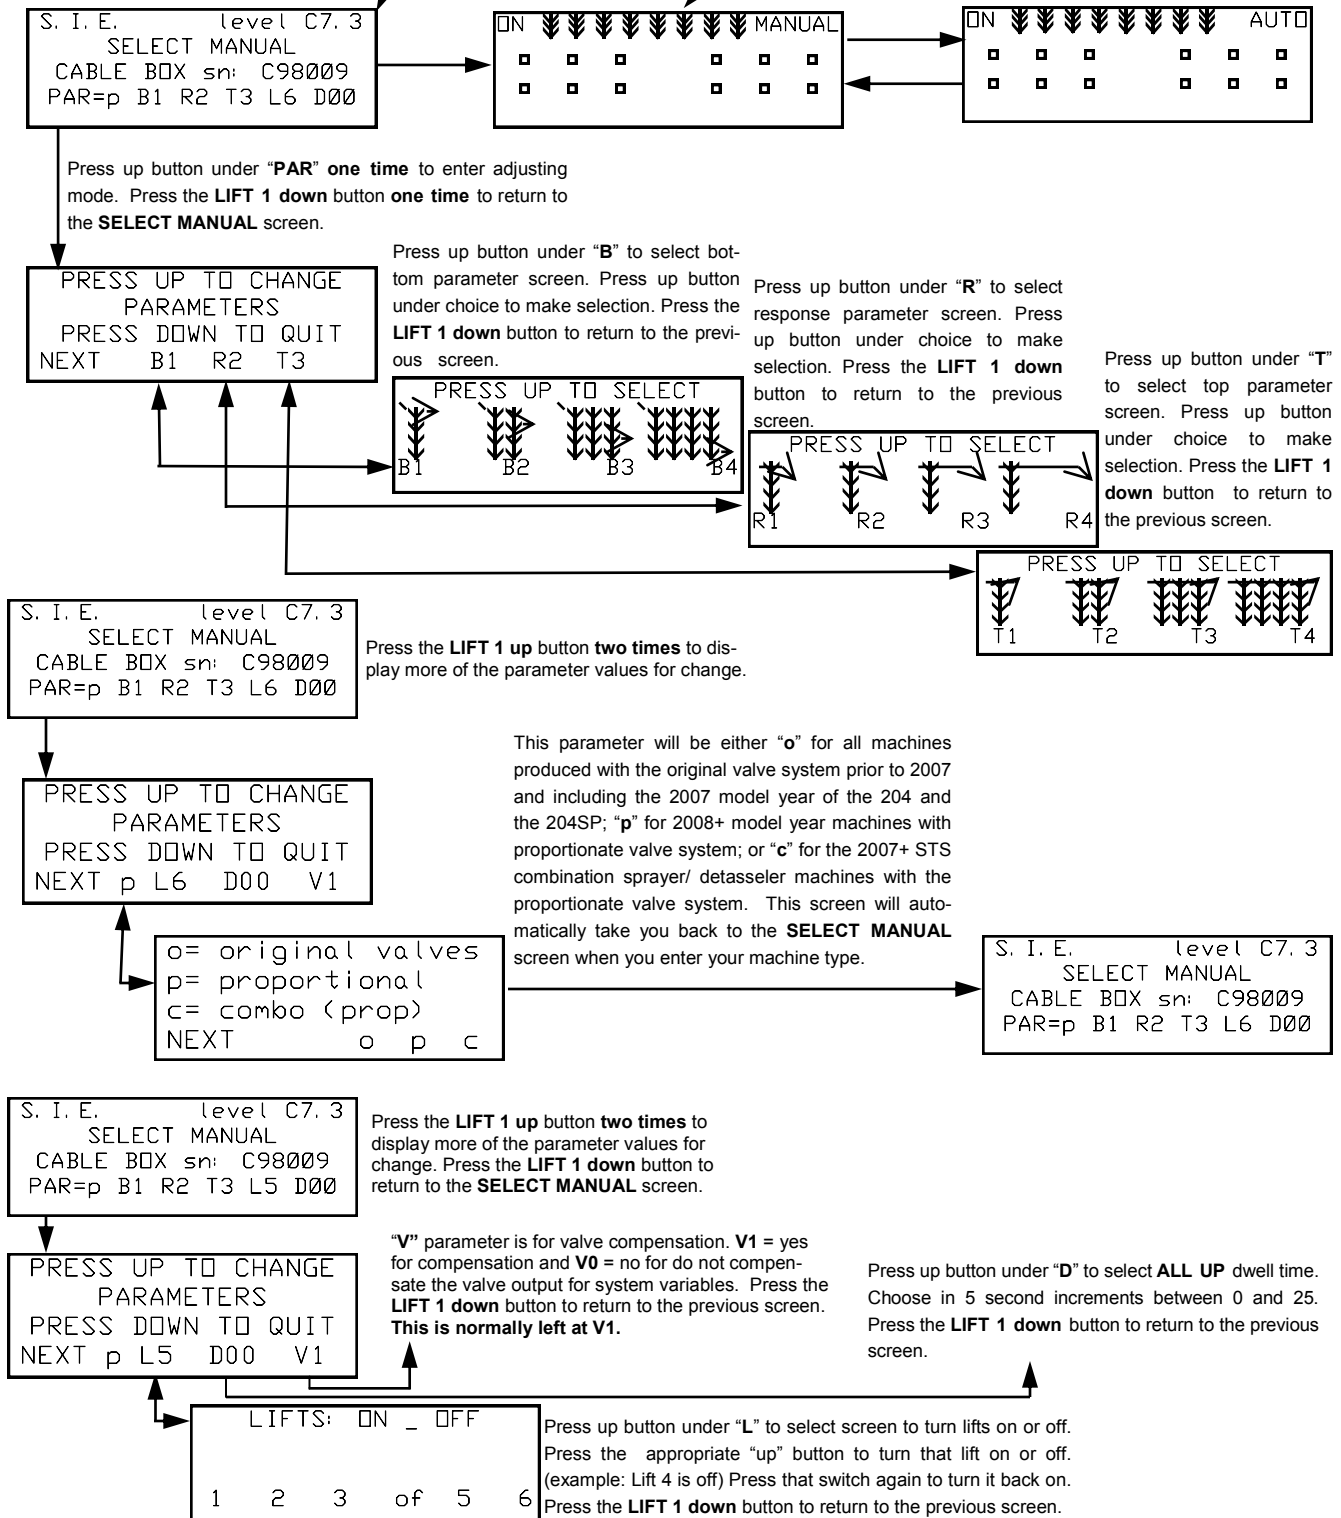 S. I. E. level C7. 3
SELECT MANUAL
CABLE BOX sn: C98009
PAR=p B1 R2 T3 L6 D00
ON MANUAL
ON AUTO
Press up button under “PAR” one time to enter adjusting
mode. Press the LIFT 1 down button one time to return to
the SELECT MANUAL screen.
PRESS UP TO CHANGE
PARAMETERS
PRESS DOWN TO QUIT
NEXT B1 R2 T3
Press up button under “B” to select bot-
tom parameter screen. Press up button
under choice to make selection. Press the
LIFT 1 down button to return to the previ-
ous screen.
PRESS UP TO SELECT
B1 B2 B3 B4
Press up button under “R” to select
response parameter screen. Press
up button under choice to make
selection. Press the LIFT 1 down
button to return to the previous
screen.
PRESS UP TO SELECT
R1 R2 R3 R4
Press up button under “T”
to select top parameter
screen. Press up button
under choice to make
selection. Press the LIFT 1
down button to return to
the previous screen.
PRESS UP TO SELECT
T1 T2 T3 T4
S. I. E. level C7. 3
SELECT MANUAL
CABLE BOX sn: C98009
PAR=p B1 R2 T3 L6 D00
Press the LIFT 1 up button two times to dis-
play more of the parameter values for change.
PRESS UP TO CHANGE
PARAMETERS
PRESS DOWN TO QUIT
NEXT p L6 D00 V1
This parameter will be either “o” for all machines
produced with the original valve system prior to 2007
and including the 2007 model year of the 204 and
the 204SP; “p” for 2008+ model year machines with
proportionate valve system; or “c” for the 2007+ STS
combination sprayer/ detasseler machines with the
proportionate valve system. This screen will auto-
matically take you back to the SELECT MANUAL
screen when you enter your machine type.
o= original valves
p= proportional
c= combo (prop)
NEXT o p c
S. I. E. level C7. 3
SELECT MANUAL
CABLE BOX sn: C98009
PAR=p B1 R2 T3 L6 D00
S. I. E. level C7. 3
SELECT MANUAL
CABLE BOX sn: C98009
PAR=p B1 R2 T3 L5 D00
Press the LIFT 1 up button two times to
display more of the parameter values for
change. Press the LIFT 1 down button to
return to the SELECT MANUAL screen.
PRESS UP TO CHANGE
PARAMETERS
PRESS DOWN TO QUIT
NEXT p L5 D00 V1
“V” parameter is for valve compensation. V1 = yes
for compensation and V0 = no for do not compen-
sate the valve output for system variables. Press the
LIFT 1 down button to return to the previous screen.
This is normally left at V1.
Press up button under “D” to select ALL UP dwell time.
Choose in 5 second increments between 0 and 25.
Press the LIFT 1 down button to return to the previous
screen.
LIFTS: ON _ OFF
1 2 3 of 5 6
Press up button under “L” to select screen to turn lifts on or off.
Press the appropriate “up” button to turn that lift on or off.
(example: Lift 4 is off) Press that switch again to turn it back on.
Press the LIFT 1 down button to return to the previous screen.